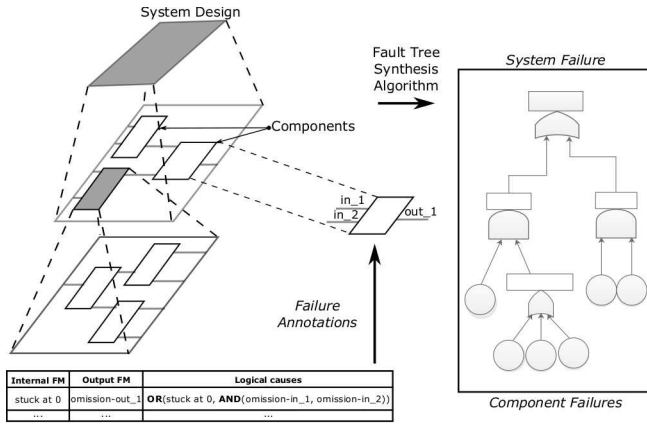 System Design
Fault Tree
Synthesis
Algorithm
System Failure
Components
in_1
in_2
out_1
Failure
Annotations
Internal FM Output FM Logical causes
stuck at 0 omission-out_1 OR(stuck at 0, AND(omission-in_1, omission-in_2))
... ... ...
Component Failures